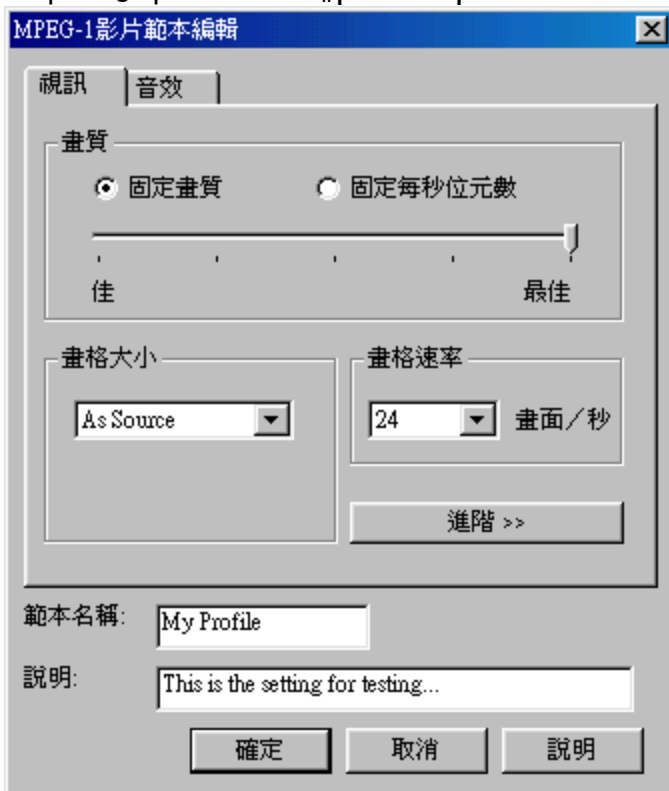 MPEG-1影片範本編輯
視訊 音效
畫質
固定畫質 固定每秒位元數
佳 最佳
畫格大小 畫格速率
As Source 24 畫面／秒
進階 >>
範本名稱: My Profile
說明: This is the setting for testing...
確定 取消 說明